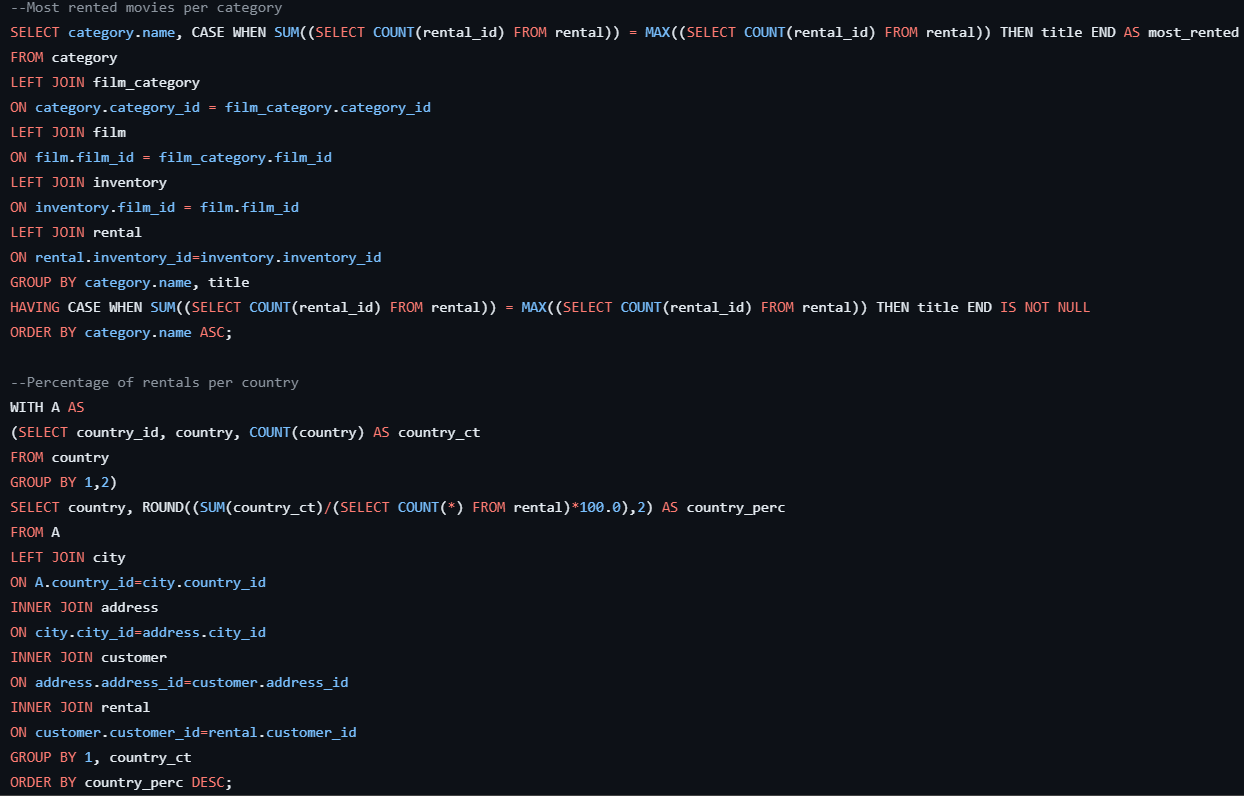 --Most rented movies per category
SELECT category.name, CASE WHEN SUM((SELECT COUNT(rental_id) FROM rental)) = MAX((SELECT COUNT(rental_id) FROM rental)) THEN title END AS most_rented
FROM category
LEFT JOIN film_category
ON category.category_id = film_category.category_id
LEFT JOIN film
ON film.film_id = film_category.film_id
LEFT JOIN inventory
ON inventory.film_id = film.film_id
LEFT JOIN rental
ON rental.inventory_id=inventory.inventory_id
GROUP BY category.name, title
HAVING CASE WHEN SUM((SELECT COUNT(rental_id) FROM rental)) = MAX((SELECT COUNT(rental_id) FROM rental)) THEN title END IS NOT NULL
ORDER BY category.name ASC;
--Percentage of rentals per country
WITH A AS
(SELECT country_id, country, COUNT(country) AS country_ct
FROM country
GROUP BY 1,2)
SELECT country, ROUND((SUM(country_ct)/(SELECT COUNT(*) FROM rental)*100.0),2) AS country_perc
FROM A
LEFT JOIN city
ON A.country_id=city.country_id
INNER JOIN address
ON city.city_id=address.city_id
INNER JOIN customer
ON address.address_id=customer.address_id
INNER JOIN rental
ON customer.customer_id=rental.customer_id
GROUP BY 1, country_ct
ORDER BY country_perc DESC;